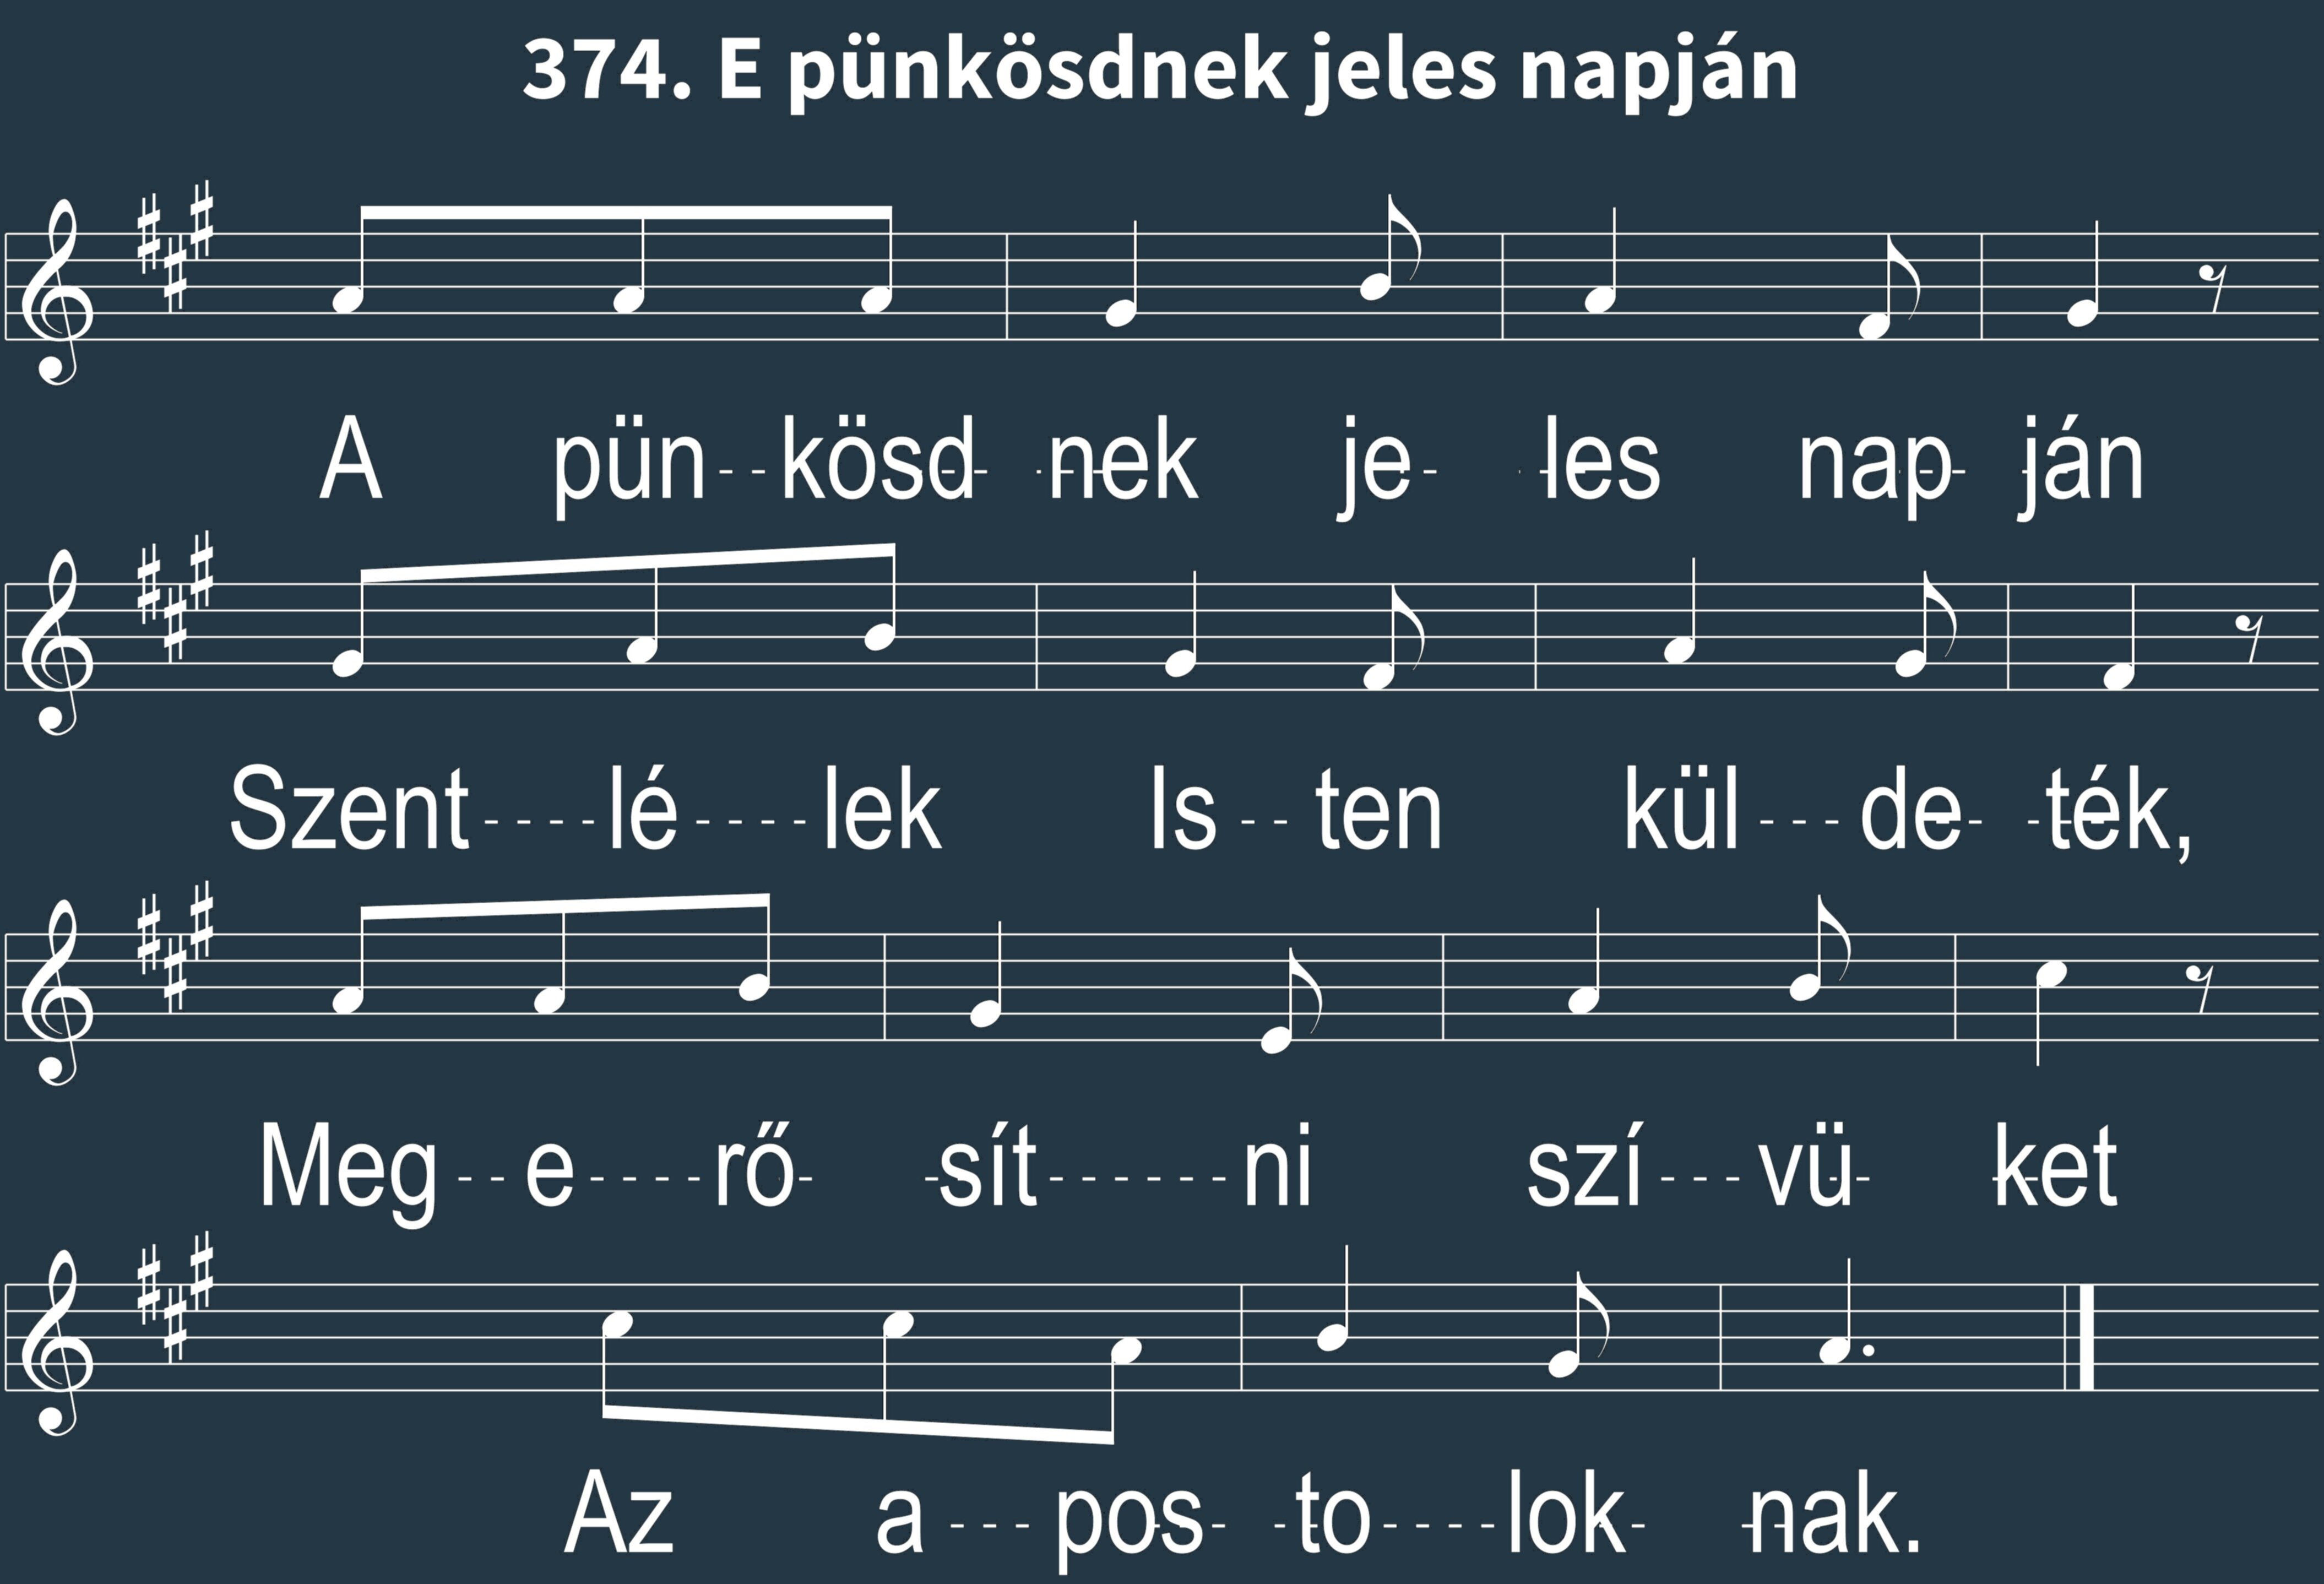 374. E pünkösdnek jeles napján
A pün--kösd-nek je-les nap-ján
Szent----lé----lek Is--ten kül---de-ték,
Meg--e----rő-sít------ni szí---vü-ket
Az a---pos-to----lok-nak.